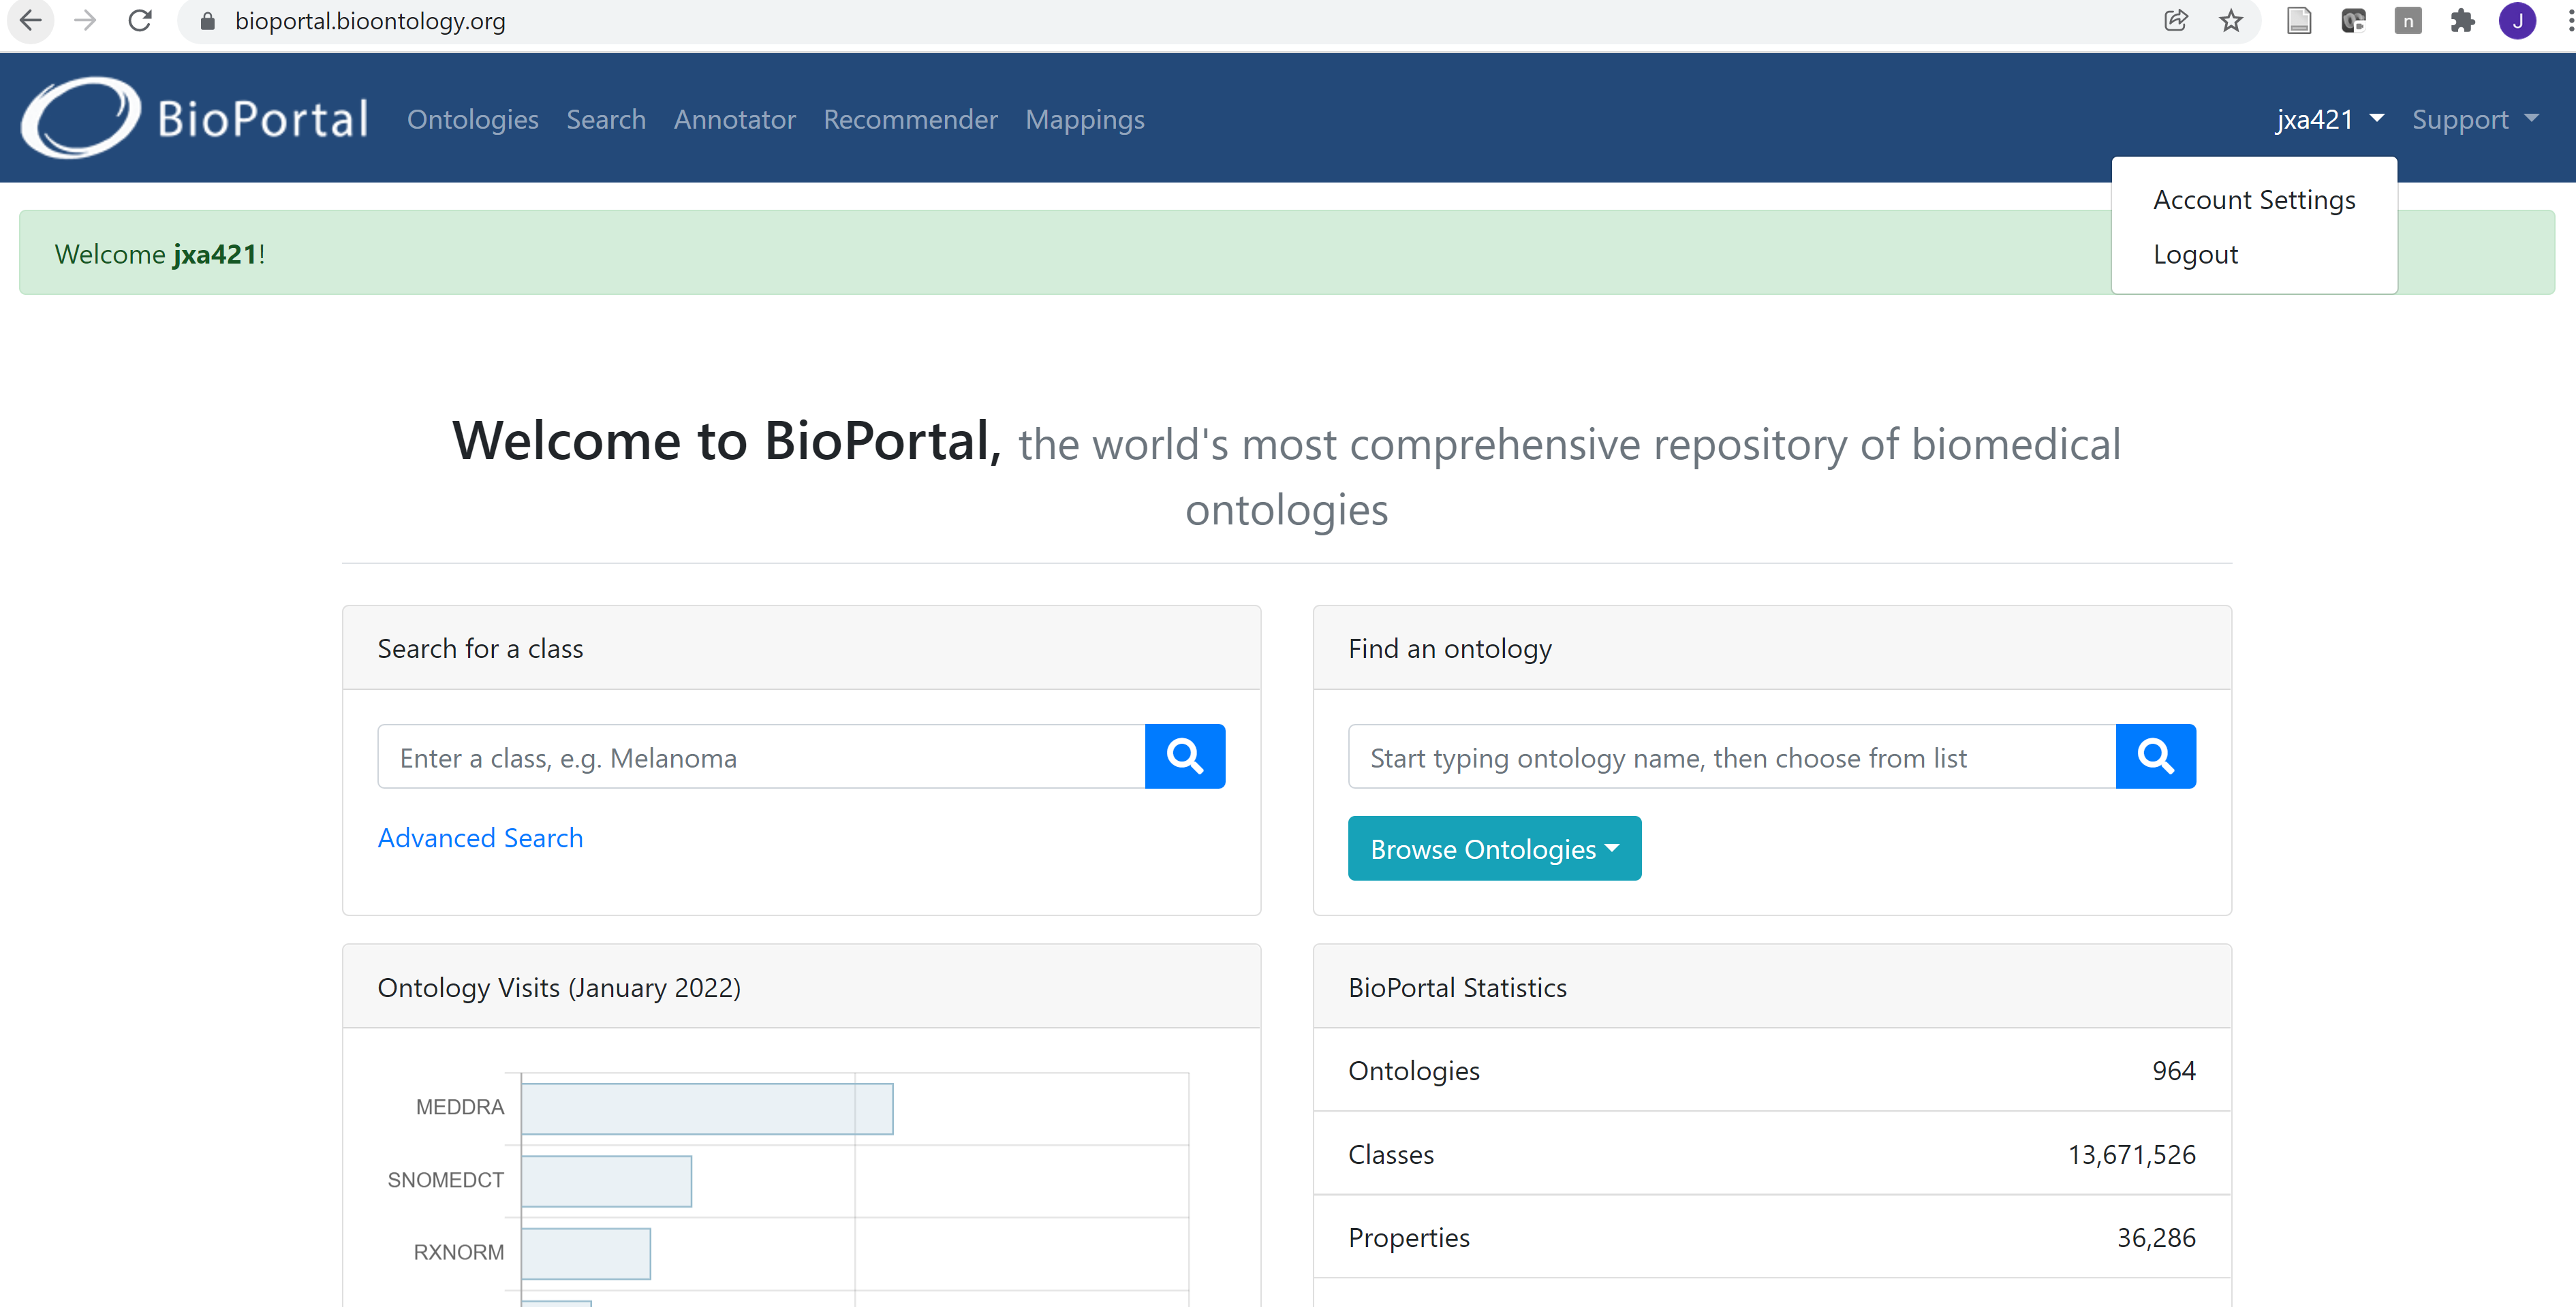 bioportal.bioontology.org
n
J
BioPortal Ontologies Search Annotator Recommender Mappings jxa421 Support
Account Settings
Logout
Welcome jxa421!
Welcome to BioPortal, the world's most comprehensive repository of biomedical
ontologies
Search for a class
Enter a class, e.g. Melanoma
Advanced Search
Find an ontology
Start typing ontology name, then choose from list
Browse Ontologies
Ontology Visits (January 2022)
MEDDRA
SNOMEDCT
RXNORM
BioPortal Statistics
Ontologies 964
Classes 13,671,526
Properties 36,286